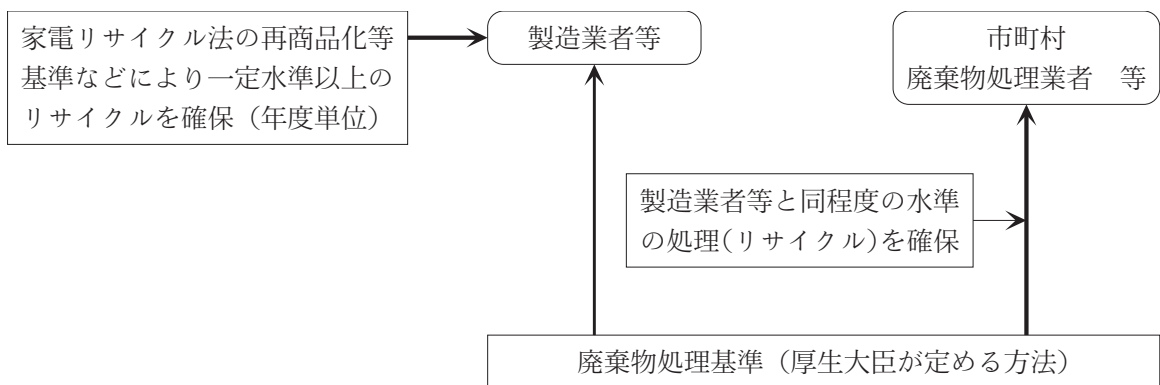 家電リサイクル法の再商品化等
基準などにより一定水準以上の
リサイクルを確保（年度単位）
製造業者等
市町村
廃棄物処理業者　等
製造業者等と同程度の水準
の処理(リサイクル)を確保
廃棄物処理基準（厚生大臣が定める方法）